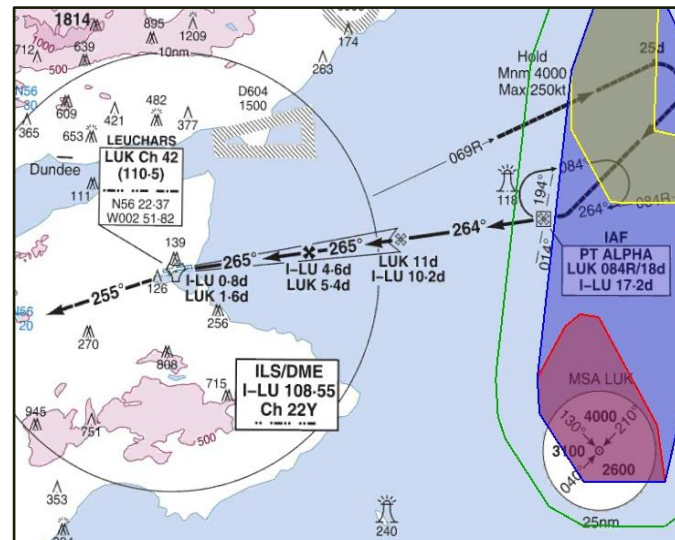 1814
895
1209
174
263
712
1000
639
500
10nm
N56
30
365
609
653
421
482
377
D604
1500
Hold
Mnm 4000
Max 250kt
25d
069R
LEUCHARS
LUK Ch 42
(110·5)
N56 22·37
W002 51·82
Dundee
111
118
194°
084°
084R
264°
264°
014°
IAF
PT ALPHA
LUK 084R/18d
I–LU 17·2d
139
265°
265°
LUK 11d
I–LU 10·2d
I–LU 4·6d
LUK 5·4d
I–LU 0·8d
LUK 1·6d
126
255°
N56
20
256
270
808
ILS/DME
I–LU 108·55
Ch 22Y
715
945
751
500
MSA LUK
130°
4000
210°
3100
040°
2600
25nm
353
240